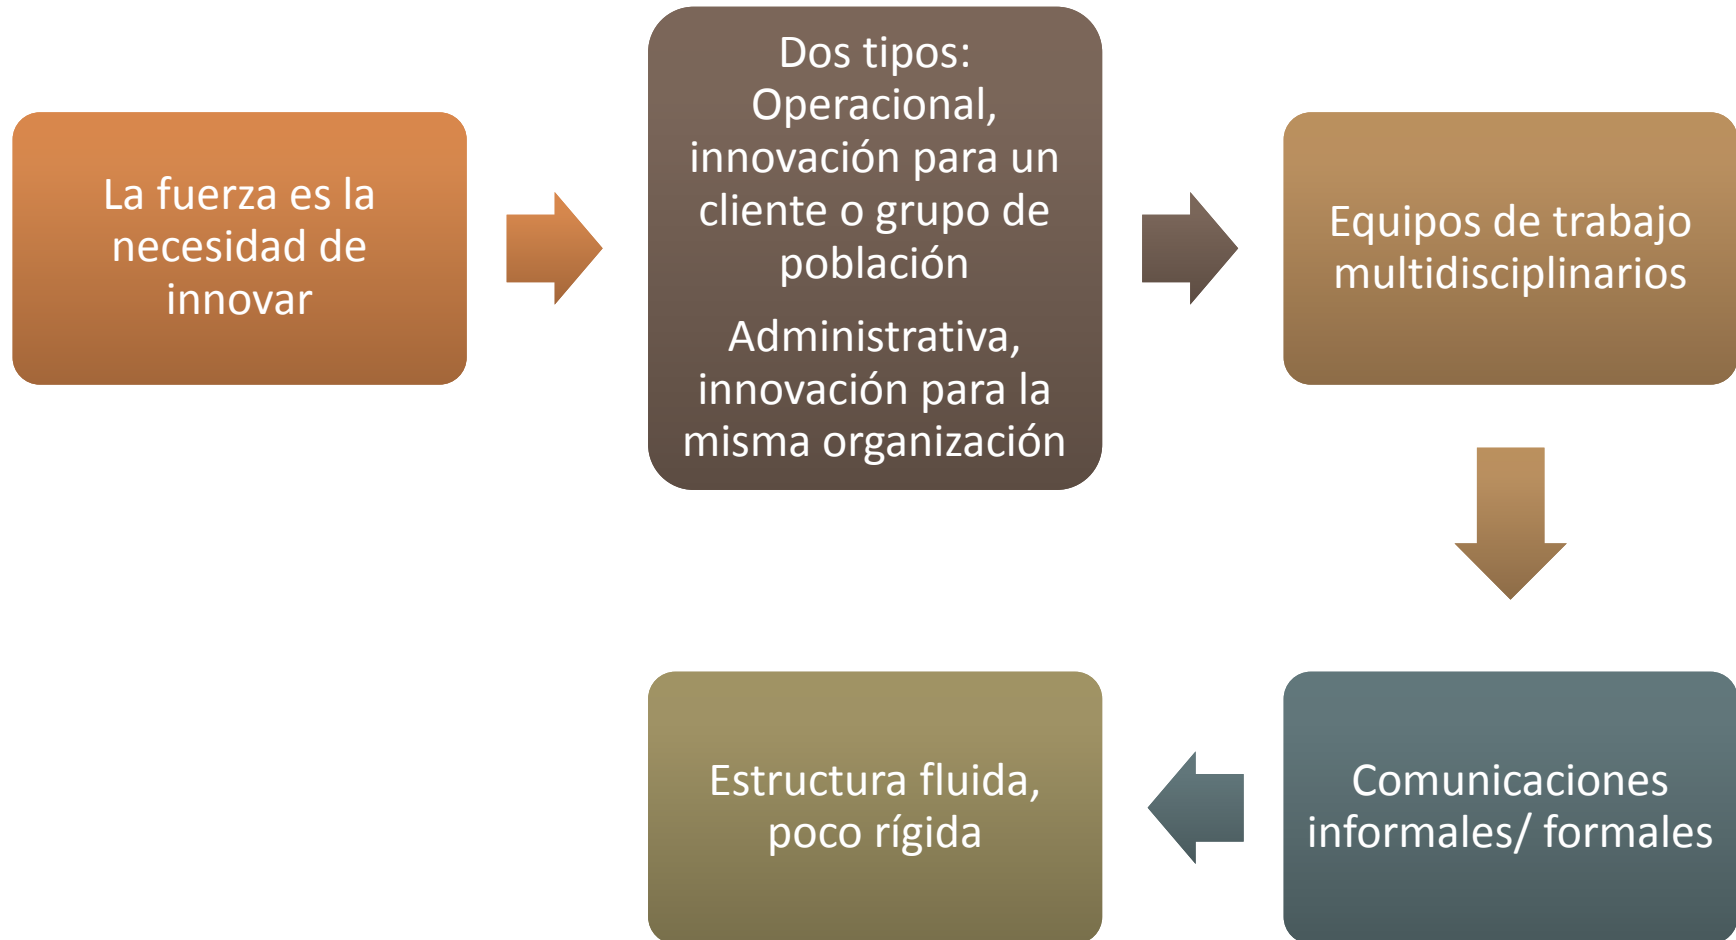 La fuerza es la
necesidad de
innovar
Dos tipos:
Operacional,
innovación para un
cliente o grupo de
población
Administrativa,
innovación para la
misma organización
Equipos de trabajo
multidisciplinarios
Comunicaciones
informales/ formales
Estructura fluida,
poco rígida